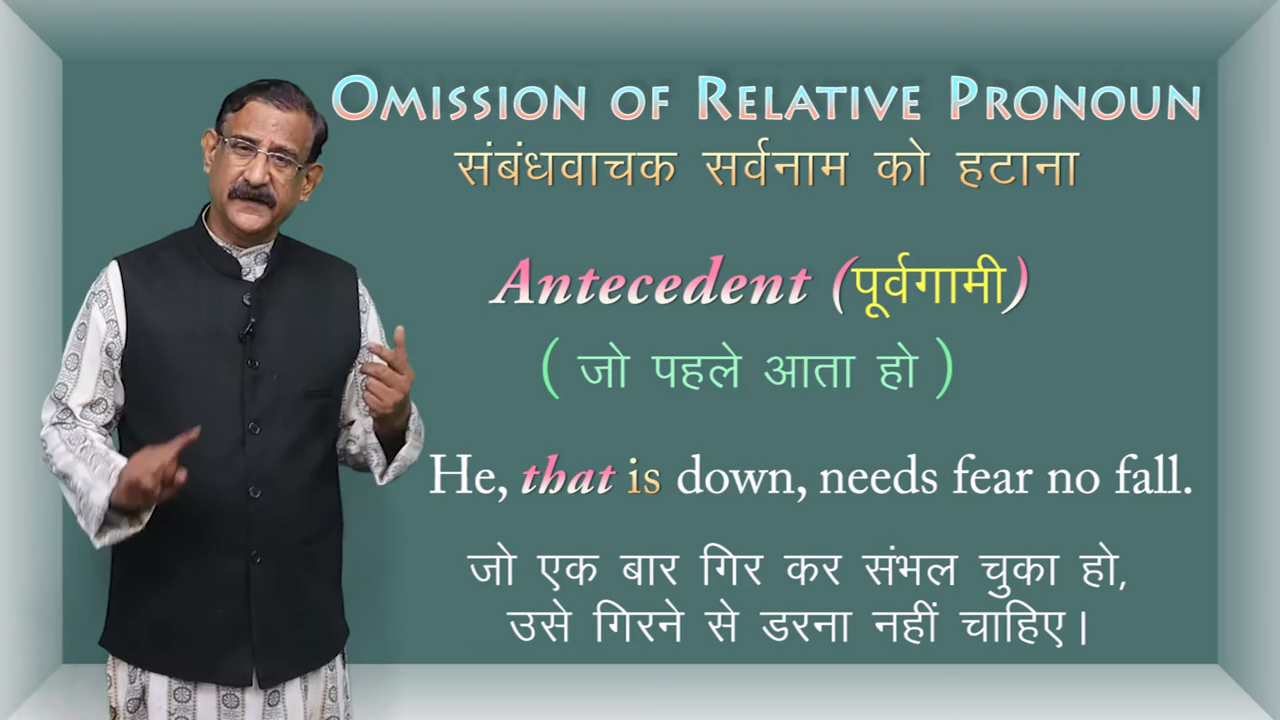 Omission of Relative Pronoun
संबंधवाचक सर्वनाम को हटाना
Antecedent (पूर्वगामी)
( जो पहले आता हो )
He, that is down, needs fear no fall.
जो एक बार गिर कर संभल चुका हो,
उसे गिरने से डरना नहीं चाहिए।